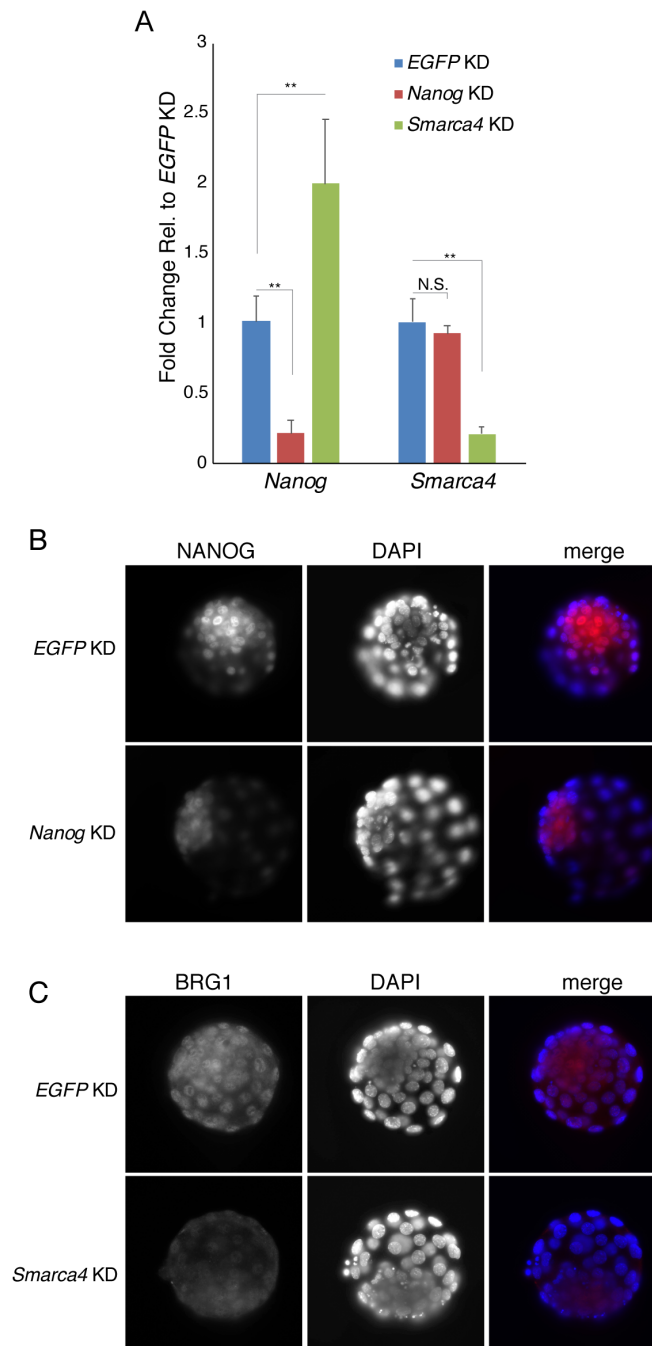 A
Fold Change Rel. to EGFP KD
3
2.5
2
1.5
1
0.5
0
EGFP KD
Nanog KD
Smarca4 KD
**
**
**
N.S.
Nanog
Smarca4
B
NANOG
DAPI
merge
EGFP KD
Nanog KD
C
BRG1
DAPI
merge
EGFP KD
Smarca4 KD